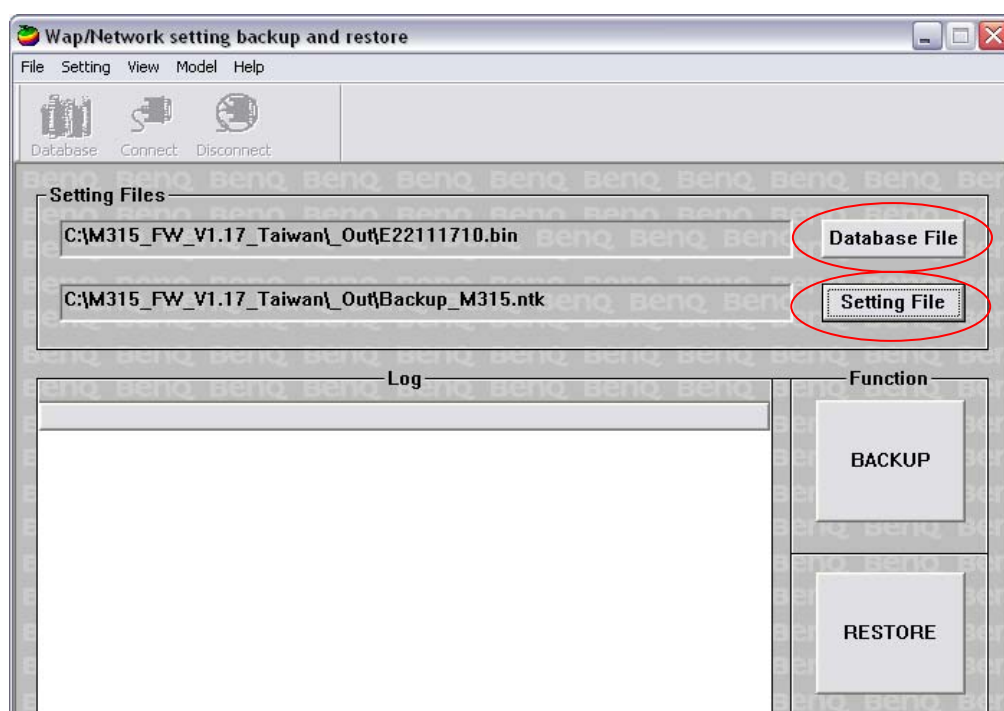 Wap/Network setting backup and restore
File Setting View Model Help
Database Connect Disconnect
Setting Files
C:\M315_FW_V1.17_Taiwan\_Out\E22111710.bin
Database File
C:\M315_FW_V1.17_Taiwan\_Out\Backup_M315.ntk
Setting File
Log
Function
BACKUP
RESTORE